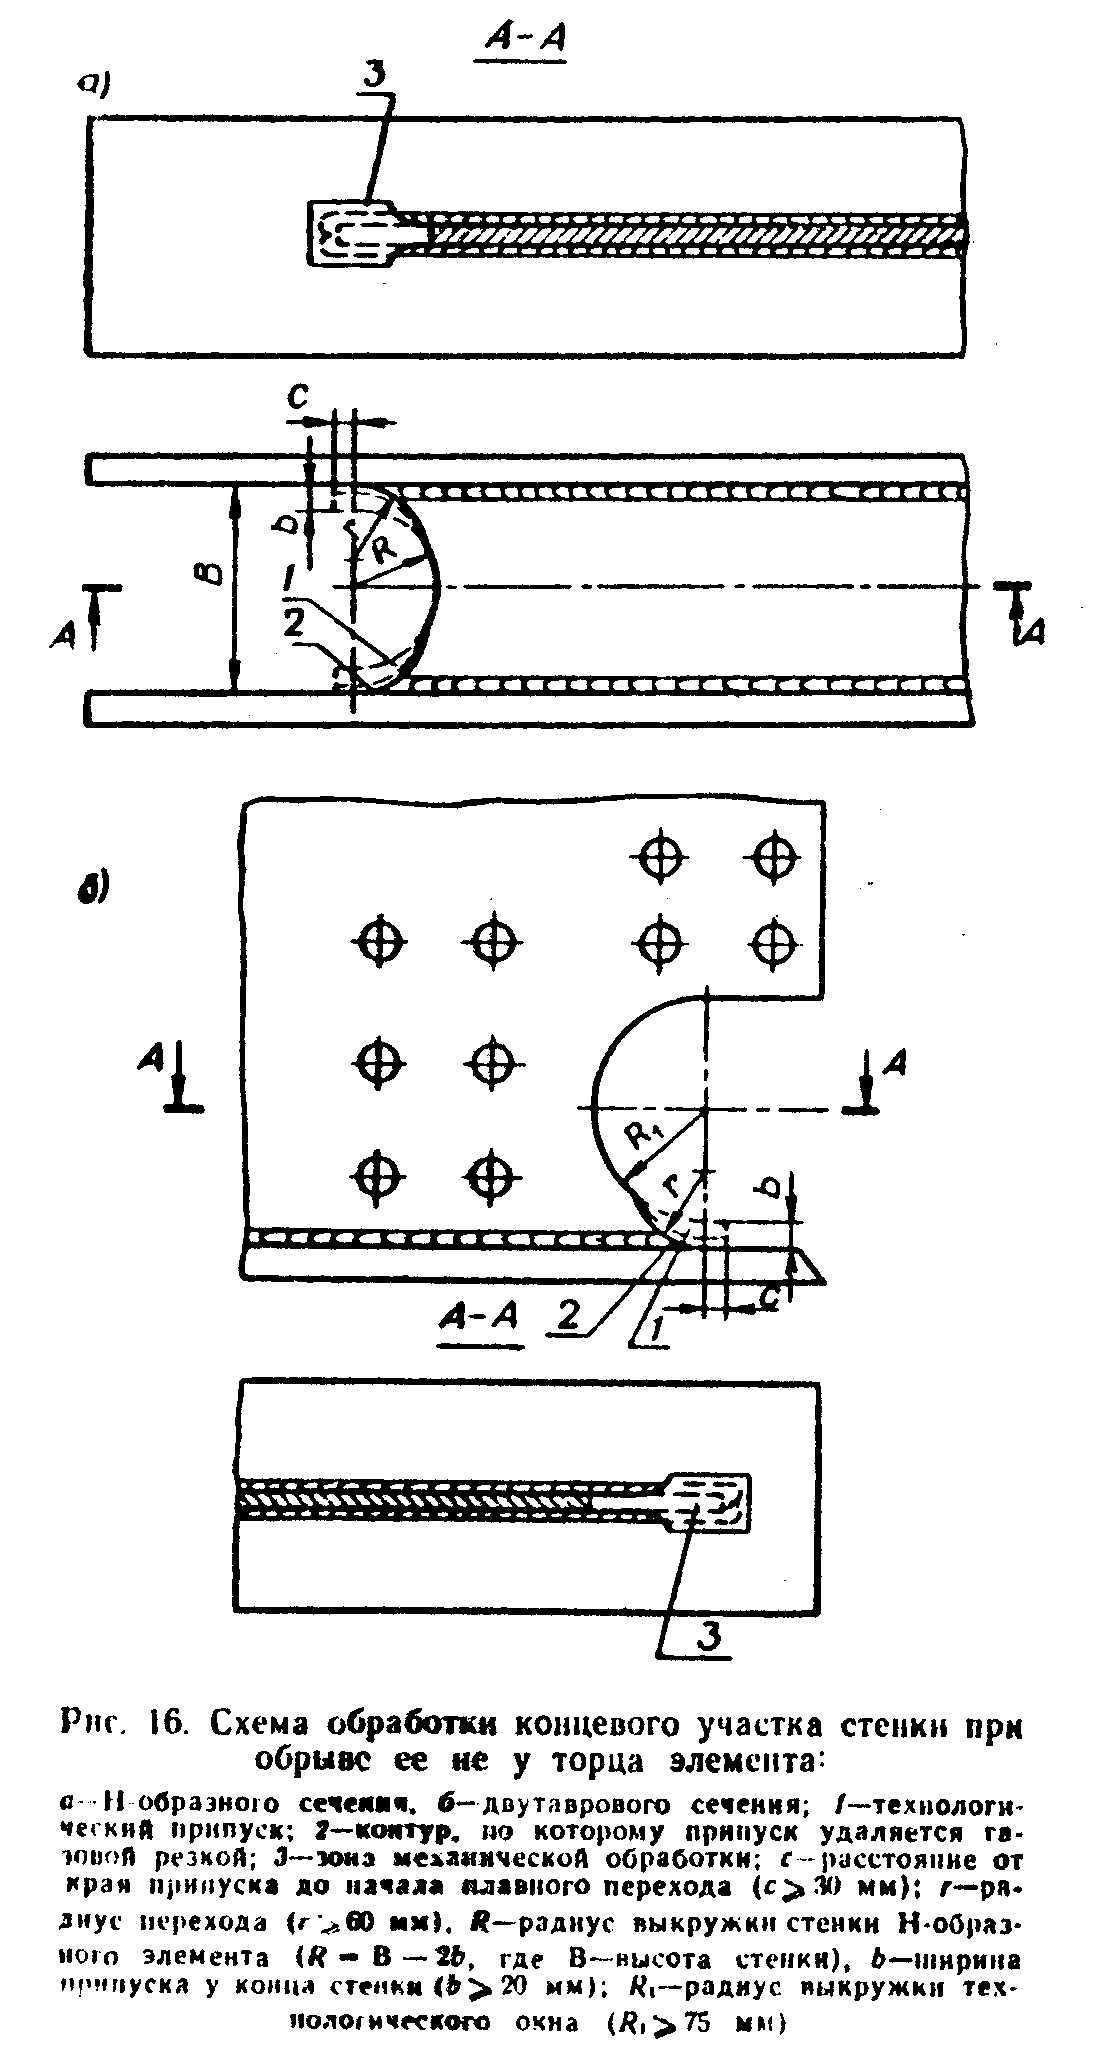 А-А
а)
3
c
b
r
R
B
1
2
А
А
б)
А
А
R₁
r
b
c
А-А
2
1
3
Рис. 16. Схема обработки концевого участка стенки при
обрыве ее не у торца элемента:
а—Н-образного сечения, б—двутаврового сечения; 1—технологи-
ческий припуск; 2—контур, по которому припуск удаляется га-
зовой резкой; 3—зона механической обработки; c—расстояние от
края припуска до начала плавного перехода (c⩾30 мм); r—ра-
диус перехода (r⩾60 мм), R—радиус выкружки стенки Н-образ-
ного элемента (R = B — 2b, где B—высота стенки), b—ширина
припуска у конца стенки (b⩾20 мм); R₁—радиус выкружки тех-
нологического окна (R₁⩾75 мм)